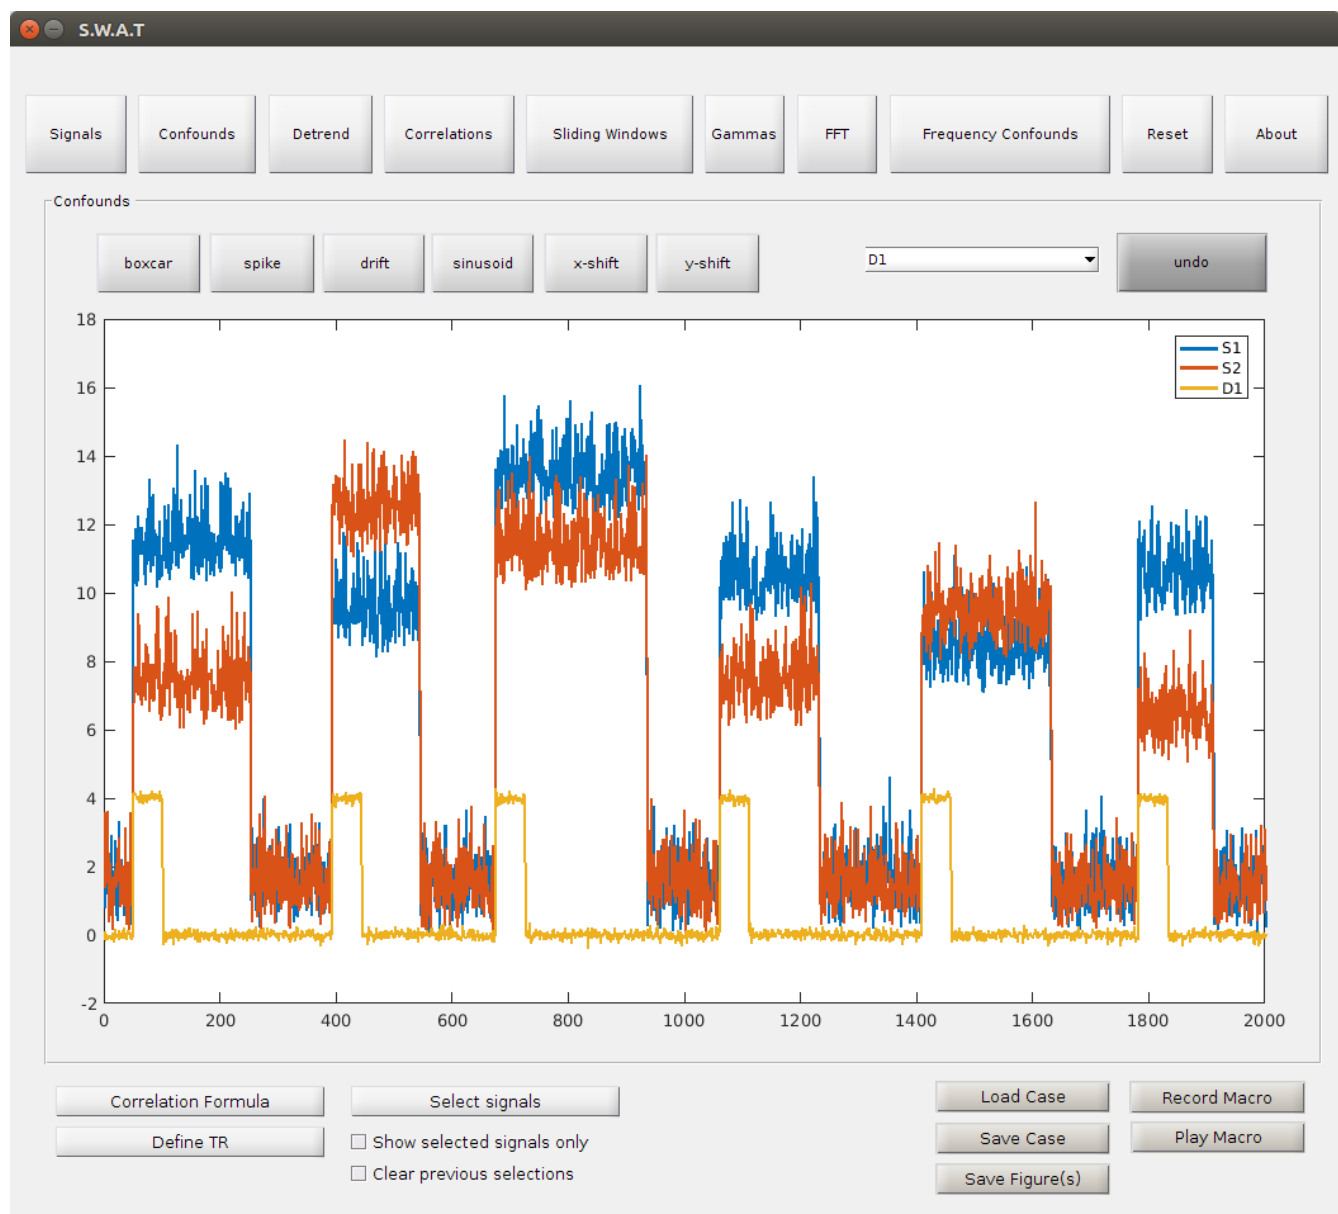 S.W.A.T
Signals Confounds Detrend Correlations Sliding Windows Gammas FFT Frequency Confounds Reset About
Confounds
boxcar spike drift sinusoid x-shift y-shift D1 undo
18
16
14
12
10
8
6
4
2
0
-2
S1
S2
D1
0 200 400 600 800 1000 1200 1400 1600 1800 2000
Correlation Formula Select signals Load Case Record Macro
Define TR Show selected signals only Save Case Play Macro
Clear previous selections Save Figure(s)